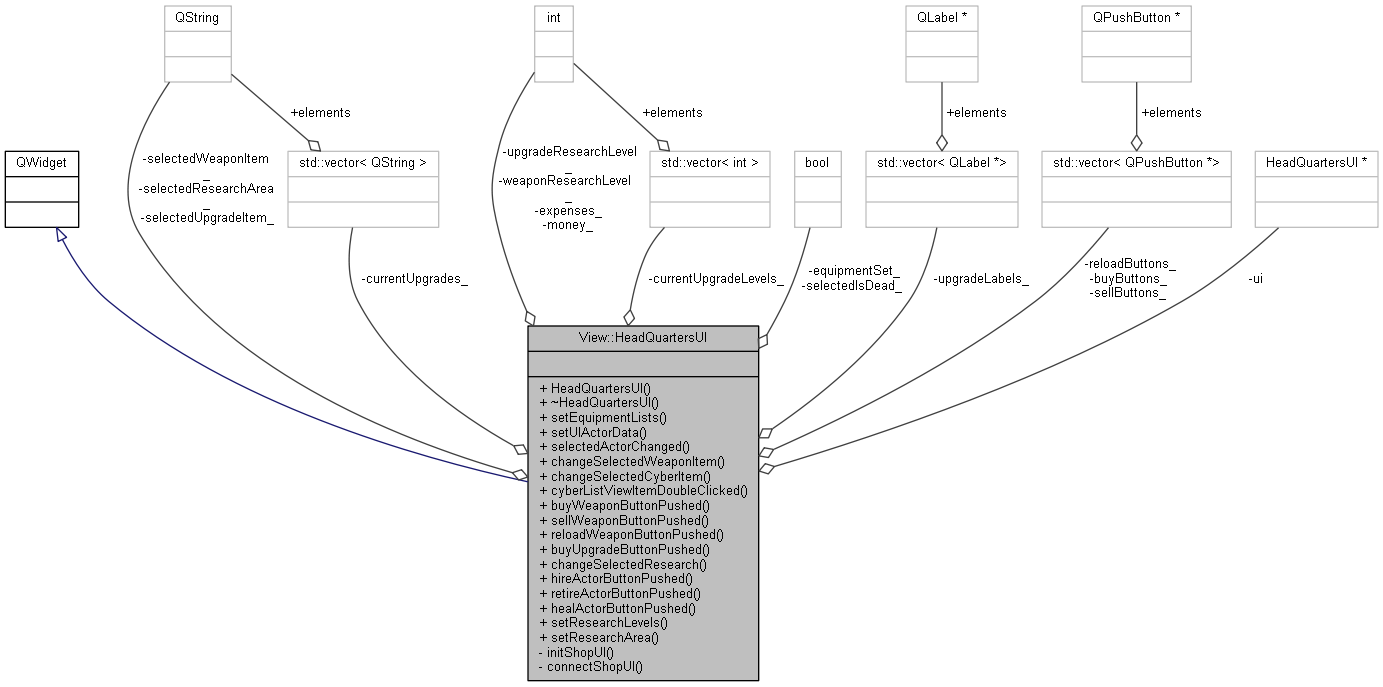 QString
int
QLabel *
QPushButton *
+elements
+elements
+elements
+elements
QWidget
-selectedWeaponItem
_
-selectedResearchArea
_
-selectedUpgradeItem_
std::vector< QString >
-upgradeResearchLevel
_
-weaponResearchLevel
_
-expenses_
-money_
std::vector< int >
bool
std::vector< QLabel *>
std::vector< QPushButton *>
HeadQuartersUI *
-currentUpgrades_
-currentUpgradeLevels_
-equipmentSet_
-selectedIsDead_
-upgradeLabels_
-reloadButtons_
-buyButtons_
-sellButtons_
-ui
View::HeadQuartersUI
+ HeadQuartersUI()
+ ~HeadQuartersUI()
+ setEquipmentLists()
+ setUIActorData()
+ selectedActorChanged()
+ changeSelectedWeaponItem()
+ changeSelectedCyberItem()
+ cyberListViewItemDoubleClicked()
+ buyWeaponButtonPushed()
+ sellWeaponButtonPushed()
+ reloadWeaponButtonPushed()
+ buyUpgradeButtonPushed()
+ changeSelectedResearch()
+ hireActorButtonPushed()
+ retireActorButtonPushed()
+ healActorButtonPushed()
+ setResearchLevels()
+ setResearchArea()
- initShopUI()
- connectShopUI()